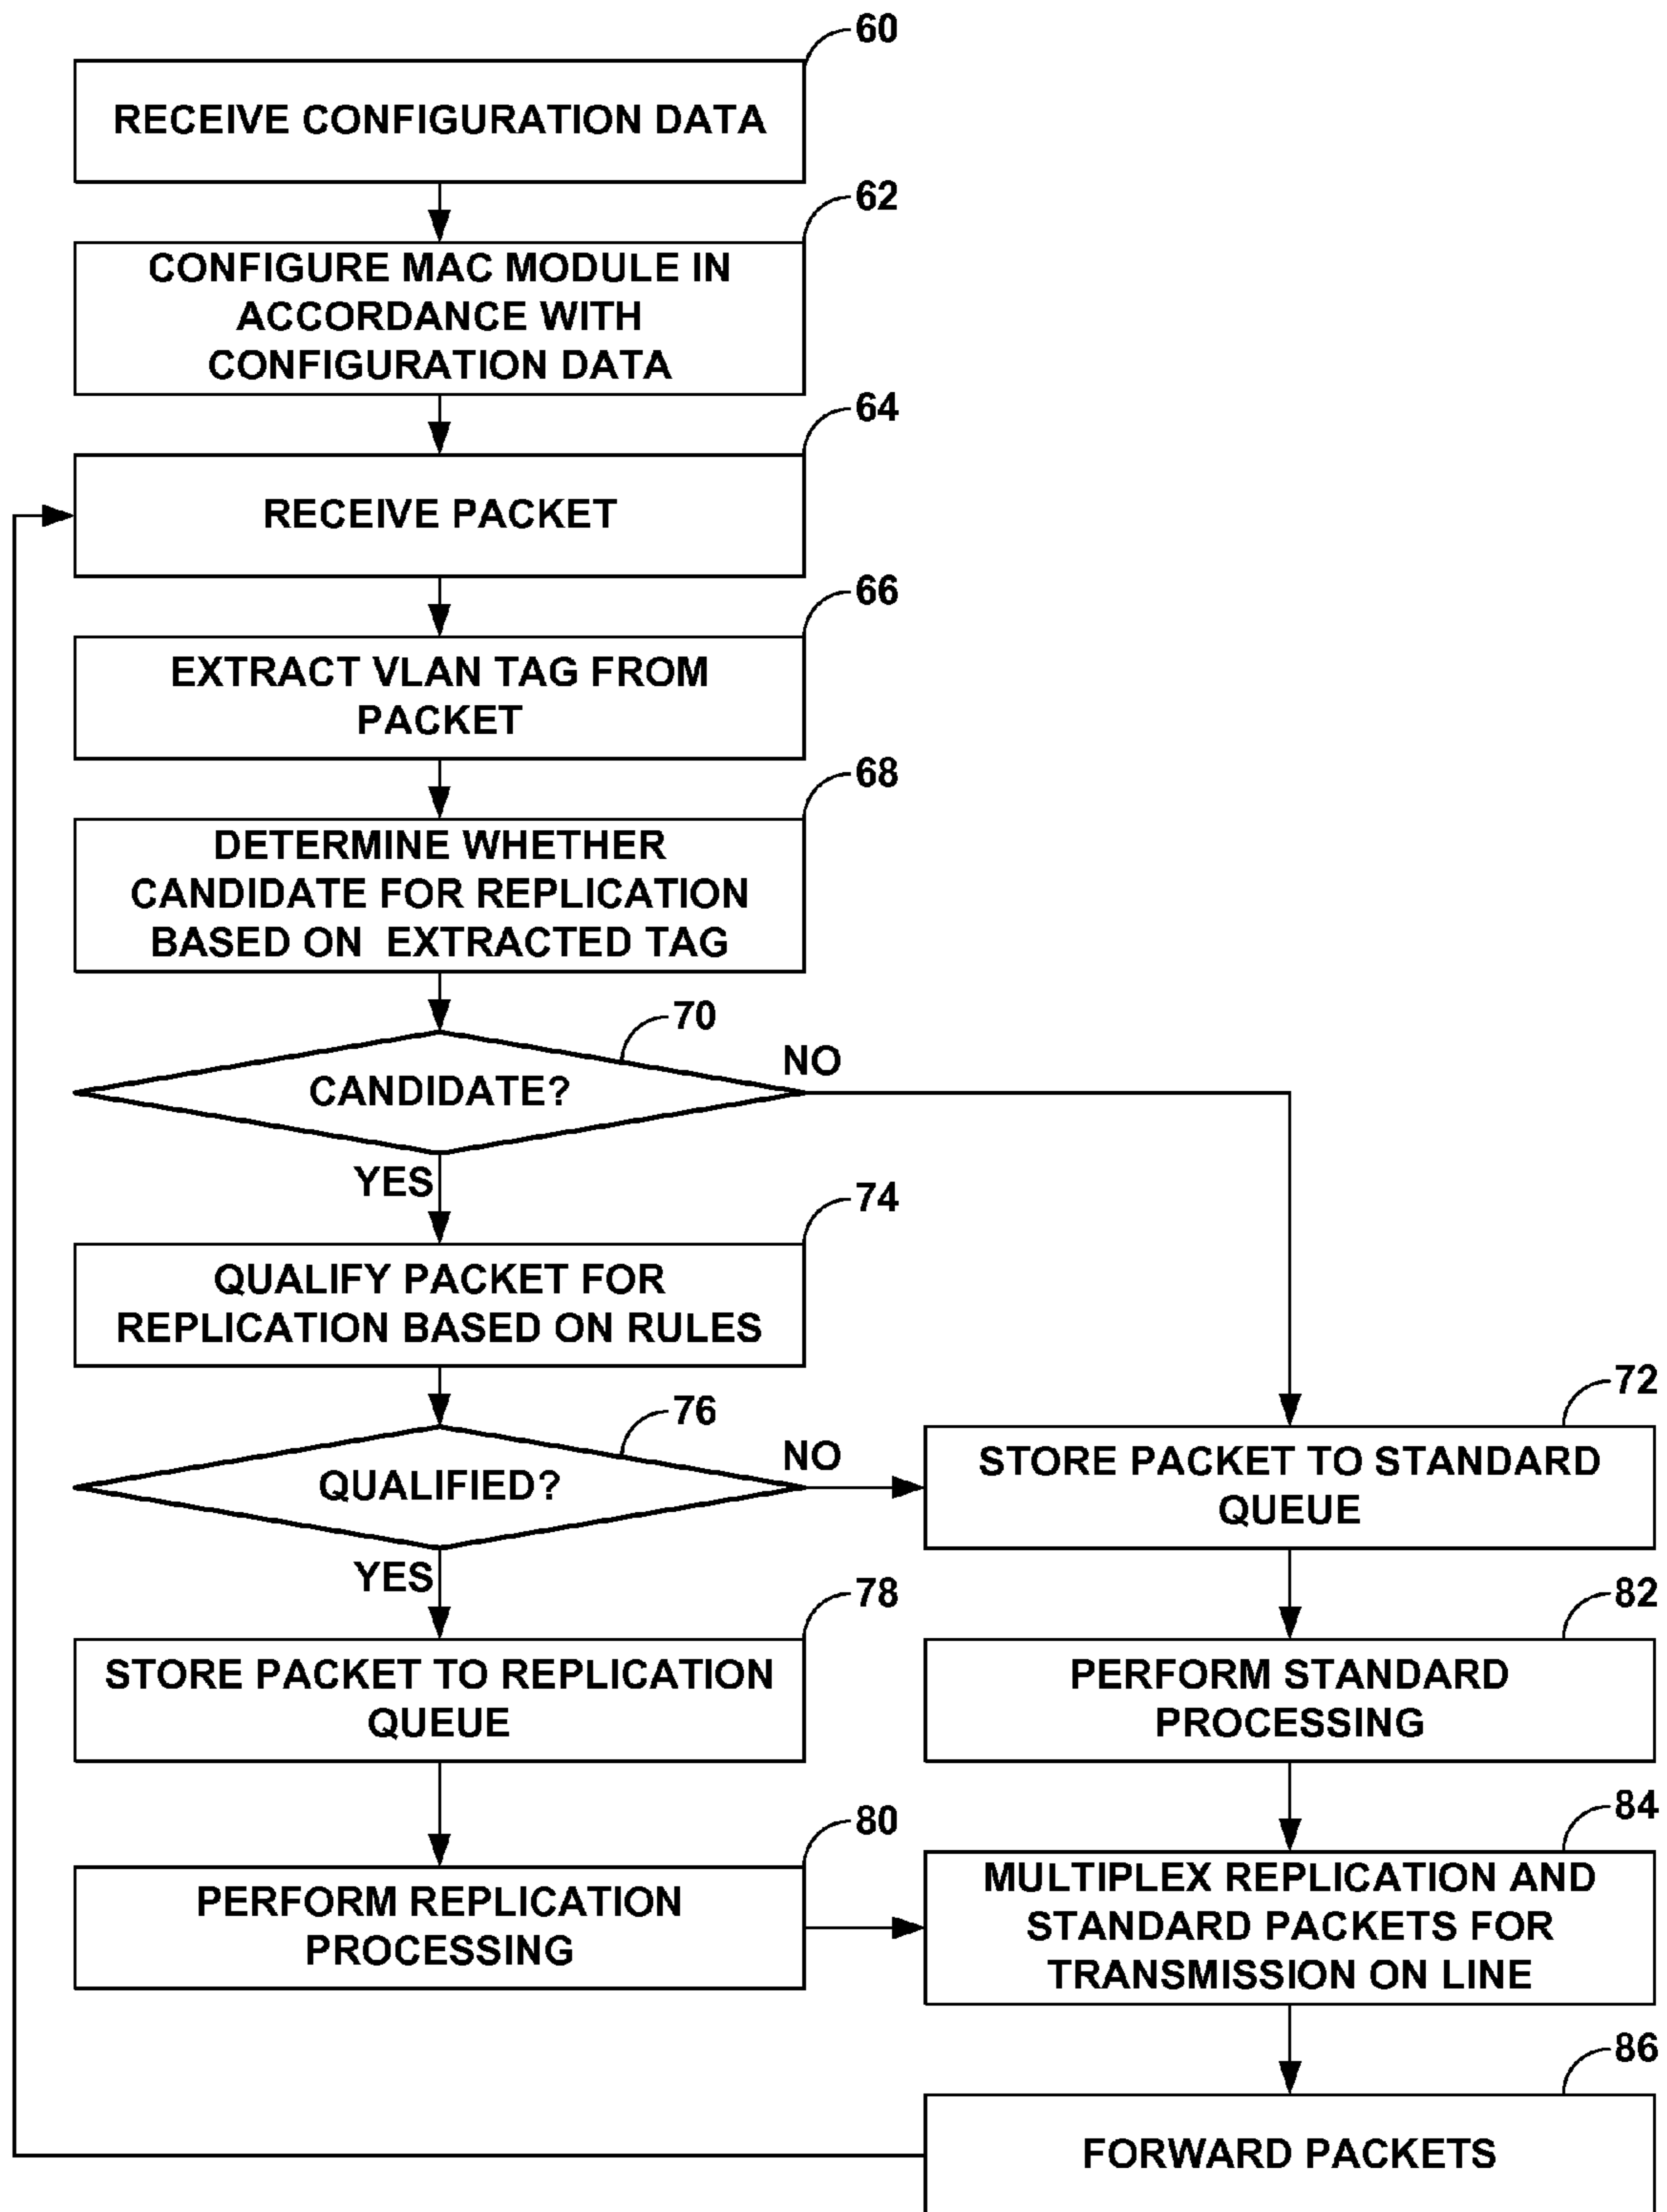 60
RECEIVE CONFIGURATION DATA
62
CONFIGURE MAC MODULE IN
ACCORDANCE WITH
CONFIGURATION DATA
64
RECEIVE PACKET
66
EXTRACT VLAN TAG FROM
PACKET
68
DETERMINE WHETHER
CANDIDATE FOR REPLICATION
BASED ON EXTRACTED TAG
70
CANDIDATE?
NO
YES
74
QUALIFY PACKET FOR
REPLICATION BASED ON RULES
76
QUALIFIED?
NO
YES
72
STORE PACKET TO STANDARD
QUEUE
78
STORE PACKET TO REPLICATION
QUEUE
82
PERFORM STANDARD
PROCESSING
80
PERFORM REPLICATION
PROCESSING
84
MULTIPLEX REPLICATION AND
STANDARD PACKETS FOR
TRANSMISSION ON LINE
86
FORWARD PACKETS